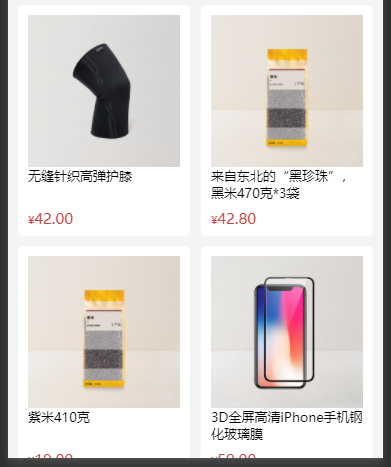 无缝针织高弹护膝
¥42.00
来自东北的“黑珍珠”，
黑米470克*3袋
¥42.80
紫米410克
3D全屏高清iPhone手机钢
化玻璃膜